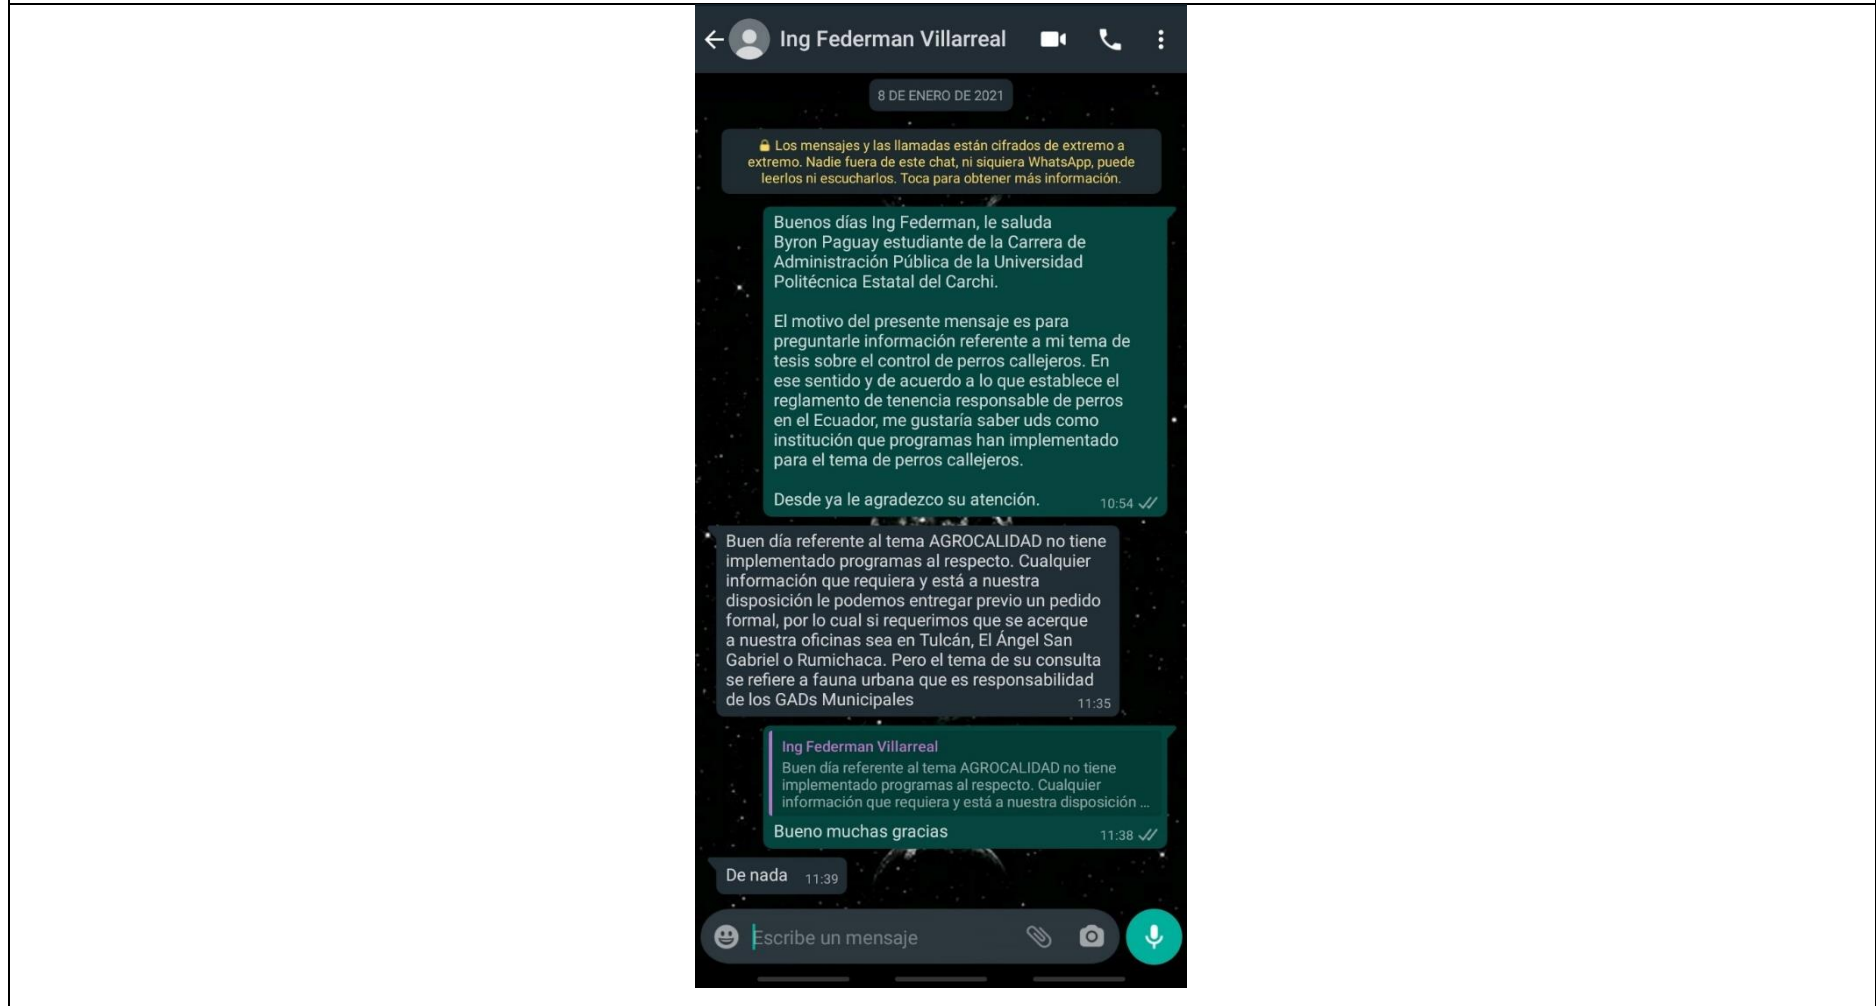 Ing Federman Villarreal
8 DE ENERO DE 2021
Los mensajes y las llamadas están cifrados de extremo a
extremo. Nadie fuera de este chat, ni siquiera WhatsApp, puede
leerlos ni escucharlos. Toca para obtener más información.
Buenos días Ing Federman, le saluda
Byron Paguay estudiante de la Carrera de
Administración Pública de la Universidad
Politécnica Estatal del Carchi.
El motivo del presente mensaje es para
preguntarle información referente a mi tema de
tesis sobre el control de perros callejeros. En
ese sentido y de acuerdo a lo que establece el
reglamento de tenencia responsable de perros
en el Ecuador, me gustaría saber uds como
institución que programas han implementado
para el tema de perros callejeros.
Desde ya le agradezco su atención. 10:54
Buen día referente al tema AGROCALIDAD no tiene
implementado programas al respecto. Cualquier
información que requiera y está a nuestra
disposición le podemos entregar previo un pedido
formal, por lo cual si requerimos que se acerque
a nuestra oficinas sea en Tulcán, El Ángel San
Gabriel o Rumichaca. Pero el tema de su consulta
se refiere a fauna urbana que es responsabilidad
de los GADs Municipales 11:35
Ing Federman Villarreal
Buen día referente al tema AGROCALIDAD no tiene
implementado programas al respecto. Cualquier
información que requiera y está a nuestra disposición ...
Bueno muchas gracias 11:38
De nada 11:39
Escribe un mensaje